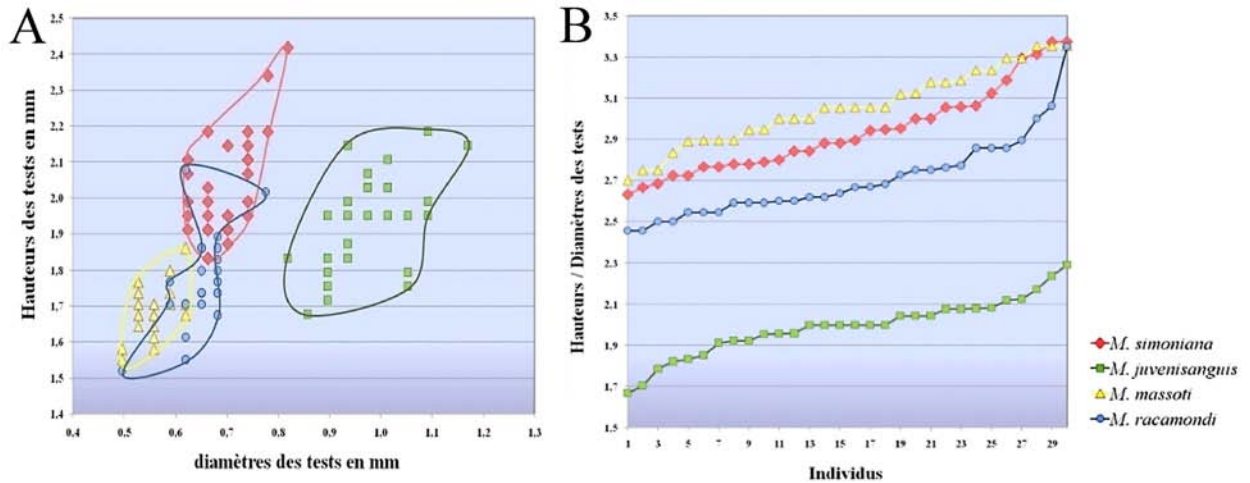 A
Hauteurs des tests en mm
2.5
2.4
2.3
2.2
2.1
2.0
1.9
1.8
1.7
1.6
1.5
1.4
0.4 0.5 0.6 0.7 0.8 0.9 1.0 1.1 1.2 1.3
diamètres des tests en mm
B
Hauteurs / Diamètres des tests
3.5
3.3
3.1
2.9
2.7
2.5
2.3
2.1
1.9
1.7
1.5
1 3 5 7 9 11 13 15 17 19 21 23 25 27 29
Individus
M. simoniana
M. juvenisanguis
M. massoti
M. racamondi